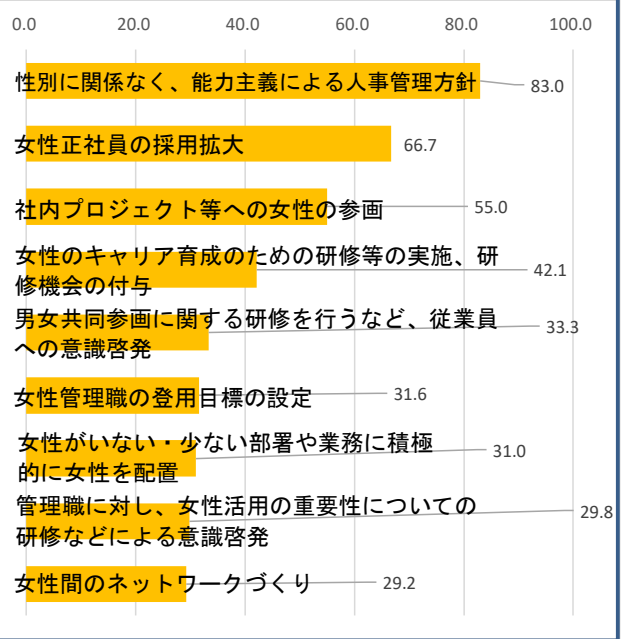 0.0 20.0 40.0 60.0 80.0 100.0
性別に関係なく、能力主義による人事管理方針 83.0
女性正社員の採用拡大 66.7
社内プロジェクト等への女性の参画 55.0
女性のキャリア育成のための研修等の実施、研
修機会の付与 42.1
男女共同参画に関する研修を行うなど、従業員
への意識啓発 33.3
女性管理職の登用目標の設定 31.6
女性がいない・少ない部署や業務に積極
的に女性を配置 31.0
管理職に対し、女性活用の重要性についての
研修などによる意識啓発 29.8
女性間のネットワークづくり 29.2